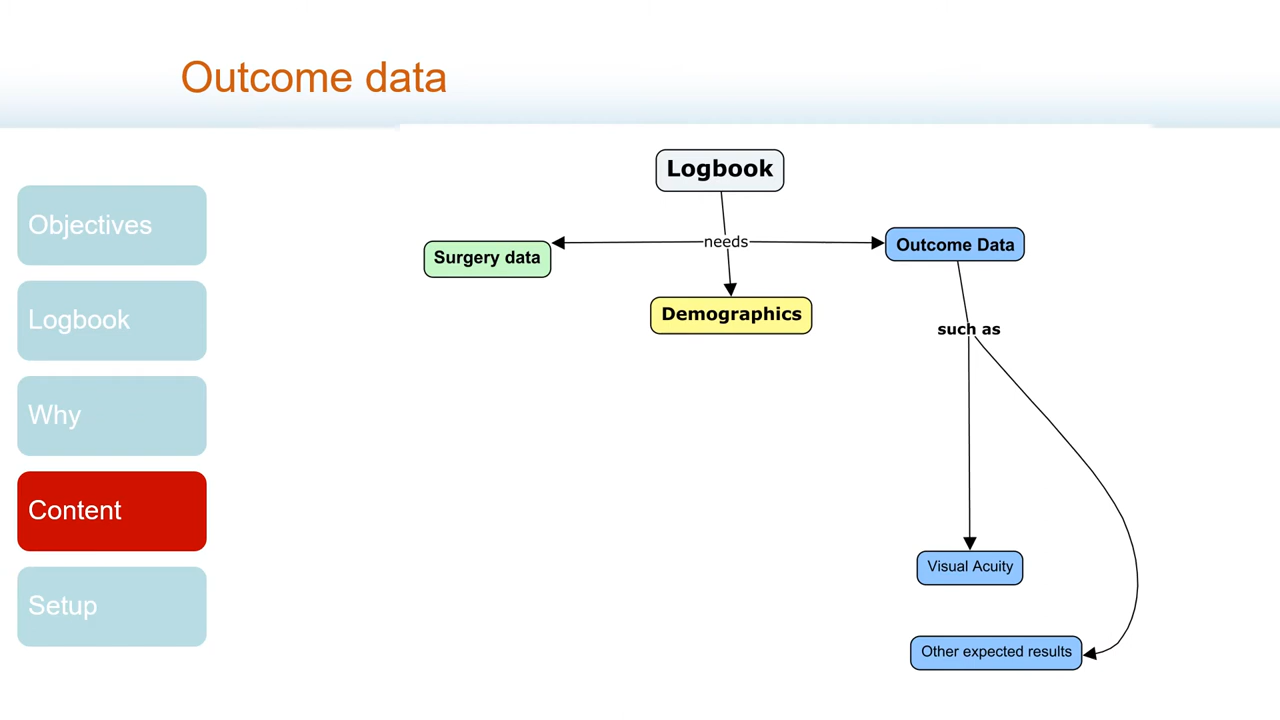 Outcome data
Objectives
Logbook
Why
Content
Setup
Logbook
needs
Surgery data
Outcome Data
Demographics
such as
Visual Acuity
Other expected results